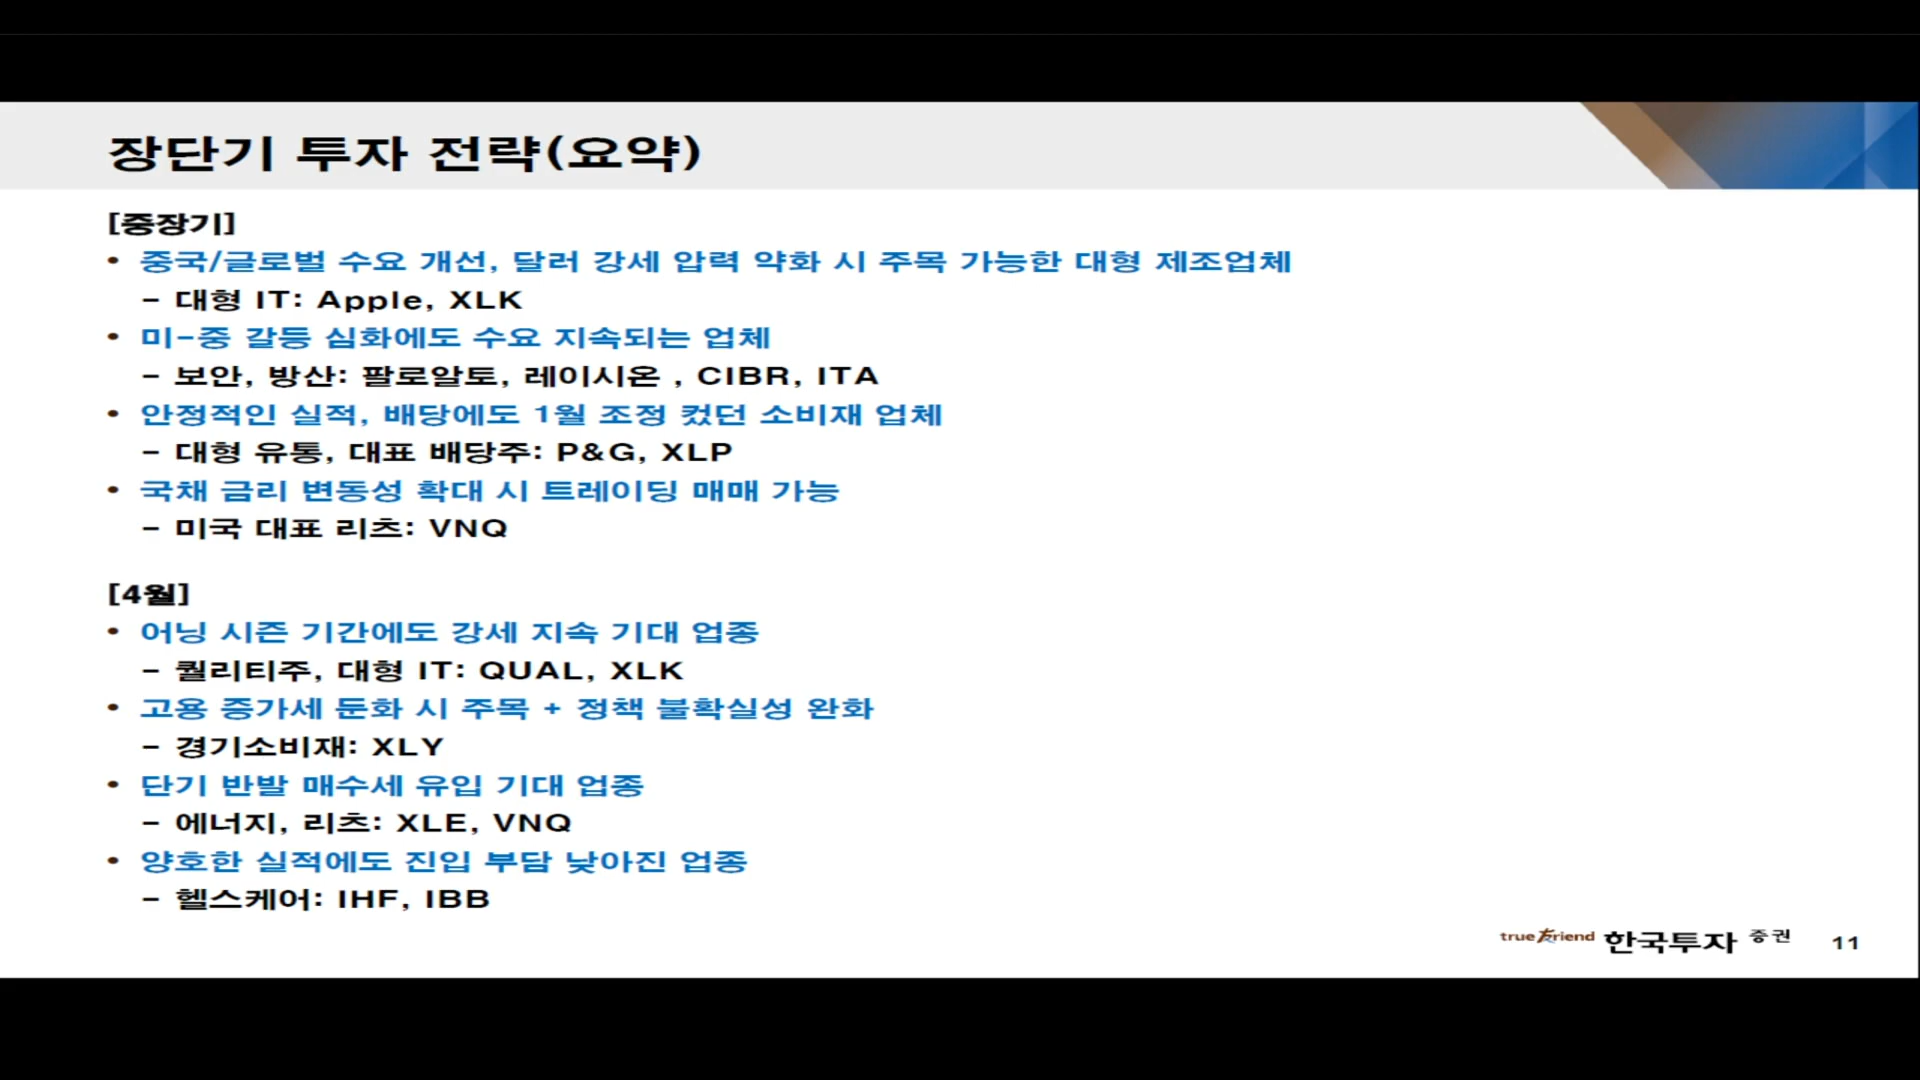 장단기 투자 전략(요약)
[중장기]
• 중국/글로벌 수요 개선, 달러 강세 압력 약화 시 주목 가능한 대형 제조업체
– 대형 IT: Apple, XLK
• 미-중 갈등 심화에도 수요 지속되는 업체
– 보안, 방산: 팔로알토, 레이시온 , CIBR, ITA
• 안정적인 실적, 배당에도 1월 조정 컸던 소비재 업체
– 대형 유통, 대표 배당주: P&G, XLP
• 국채 금리 변동성 확대 시 트레이딩 매매 가능
– 미국 대표 리츠: VNQ
[4월]
• 어닝 시즌 기간에도 강세 지속 기대 업종
– 퀄리티주, 대형 IT: QUAL, XLK
• 고용 증가세 둔화 시 주목 + 정책 불확실성 완화
– 경기소비재: XLY
• 단기 반발 매수세 유입 기대 업종
– 에너지, 리츠: XLE, VNQ
• 양호한 실적에도 진입 부담 낮아진 업종
– 헬스케어: IHF, IBB
true friend 한국투자 증권 11